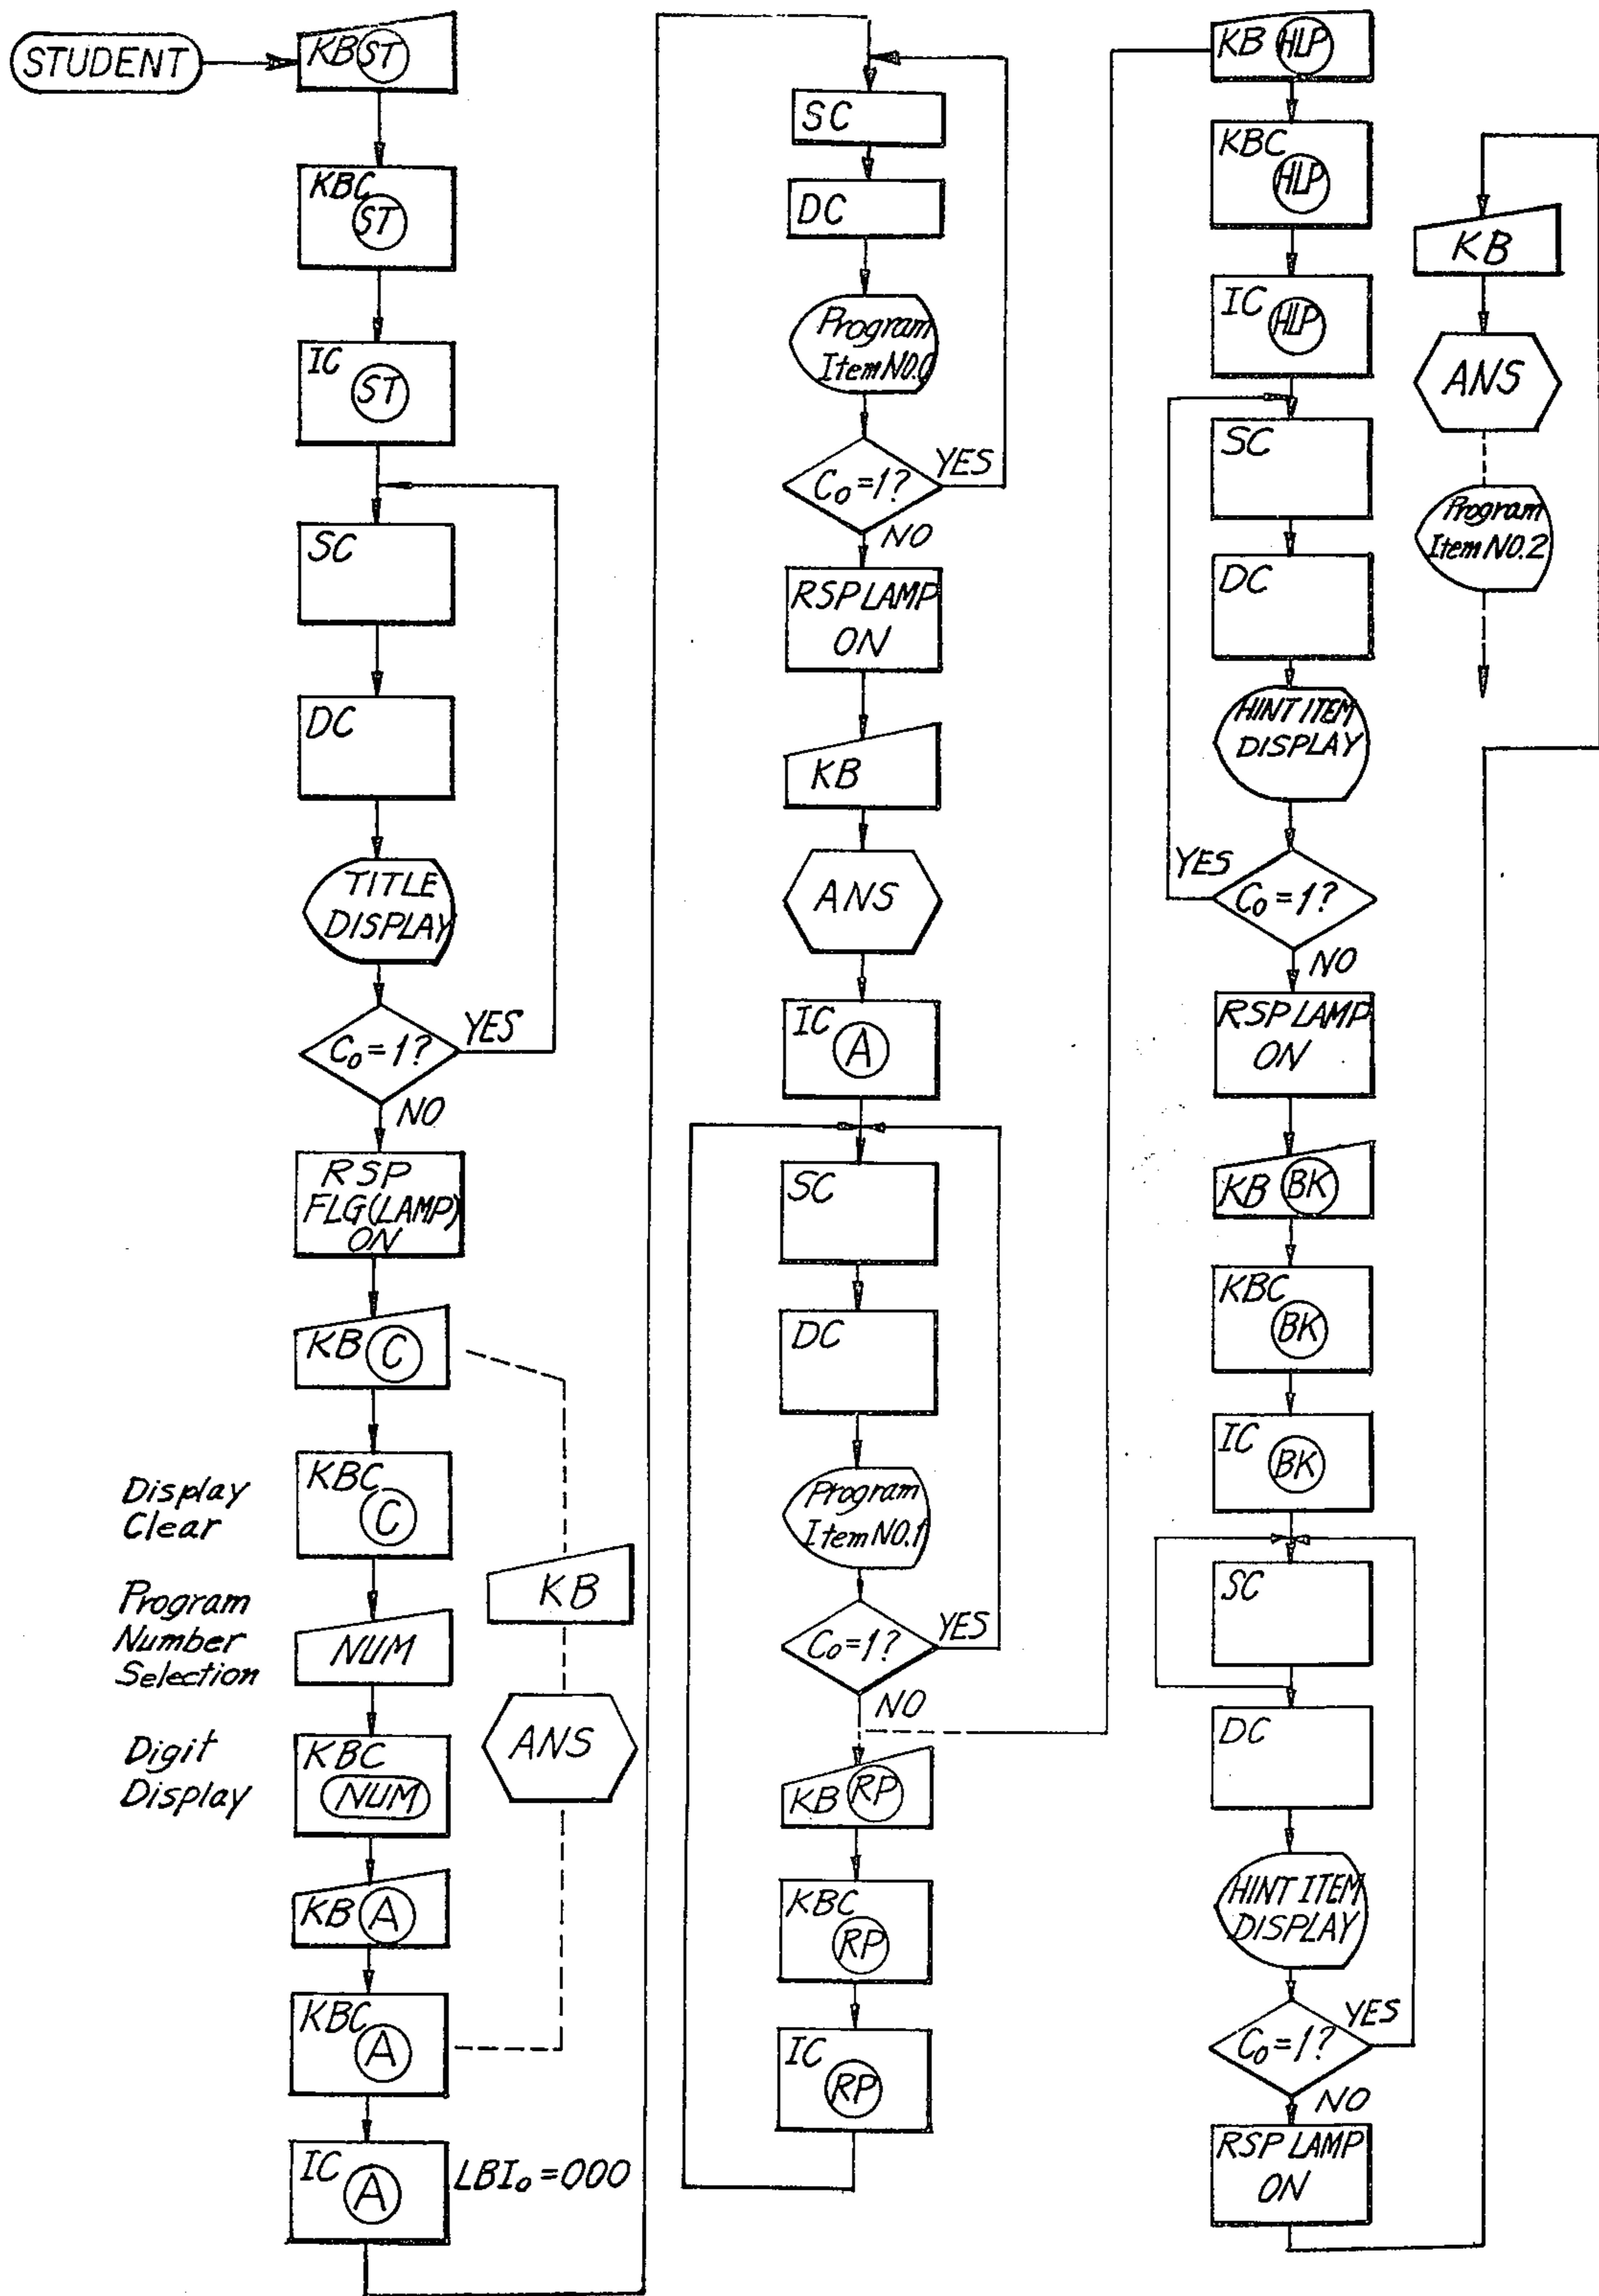 STUDENT
KB ST
KBC
ST
IC
ST
SC
DC
TITLE
DISPLAY
C₀=1?
YES
NO
RSP
FLG(LAMP)
ON
KB C
Display
Clear
KBC
C
Program
Number
Selection
NUM
Digit
Display
KBC
NUM
KB A
KBC
A
IC
A
LBI₀=000
KB
ANS
SC
DC
Program
Item NO.0
C₀=1?
YES
NO
RSP LAMP
ON
KB
ANS
IC
A
SC
DC
Program
Item NO.1
C₀=1?
YES
NO
KB RP
KBC
RP
IC
RP
KB HLP
KBC
HLP
IC
HLP
SC
DC
HINT ITEM
DISPLAY
C₀=1?
YES
NO
RSP LAMP
ON
KB BK
KBC
BK
IC
BK
SC
DC
HINT ITEM
DISPLAY
C₀=1?
YES
NO
RSP LAMP
ON
KB
ANS
Program
Item NO.2